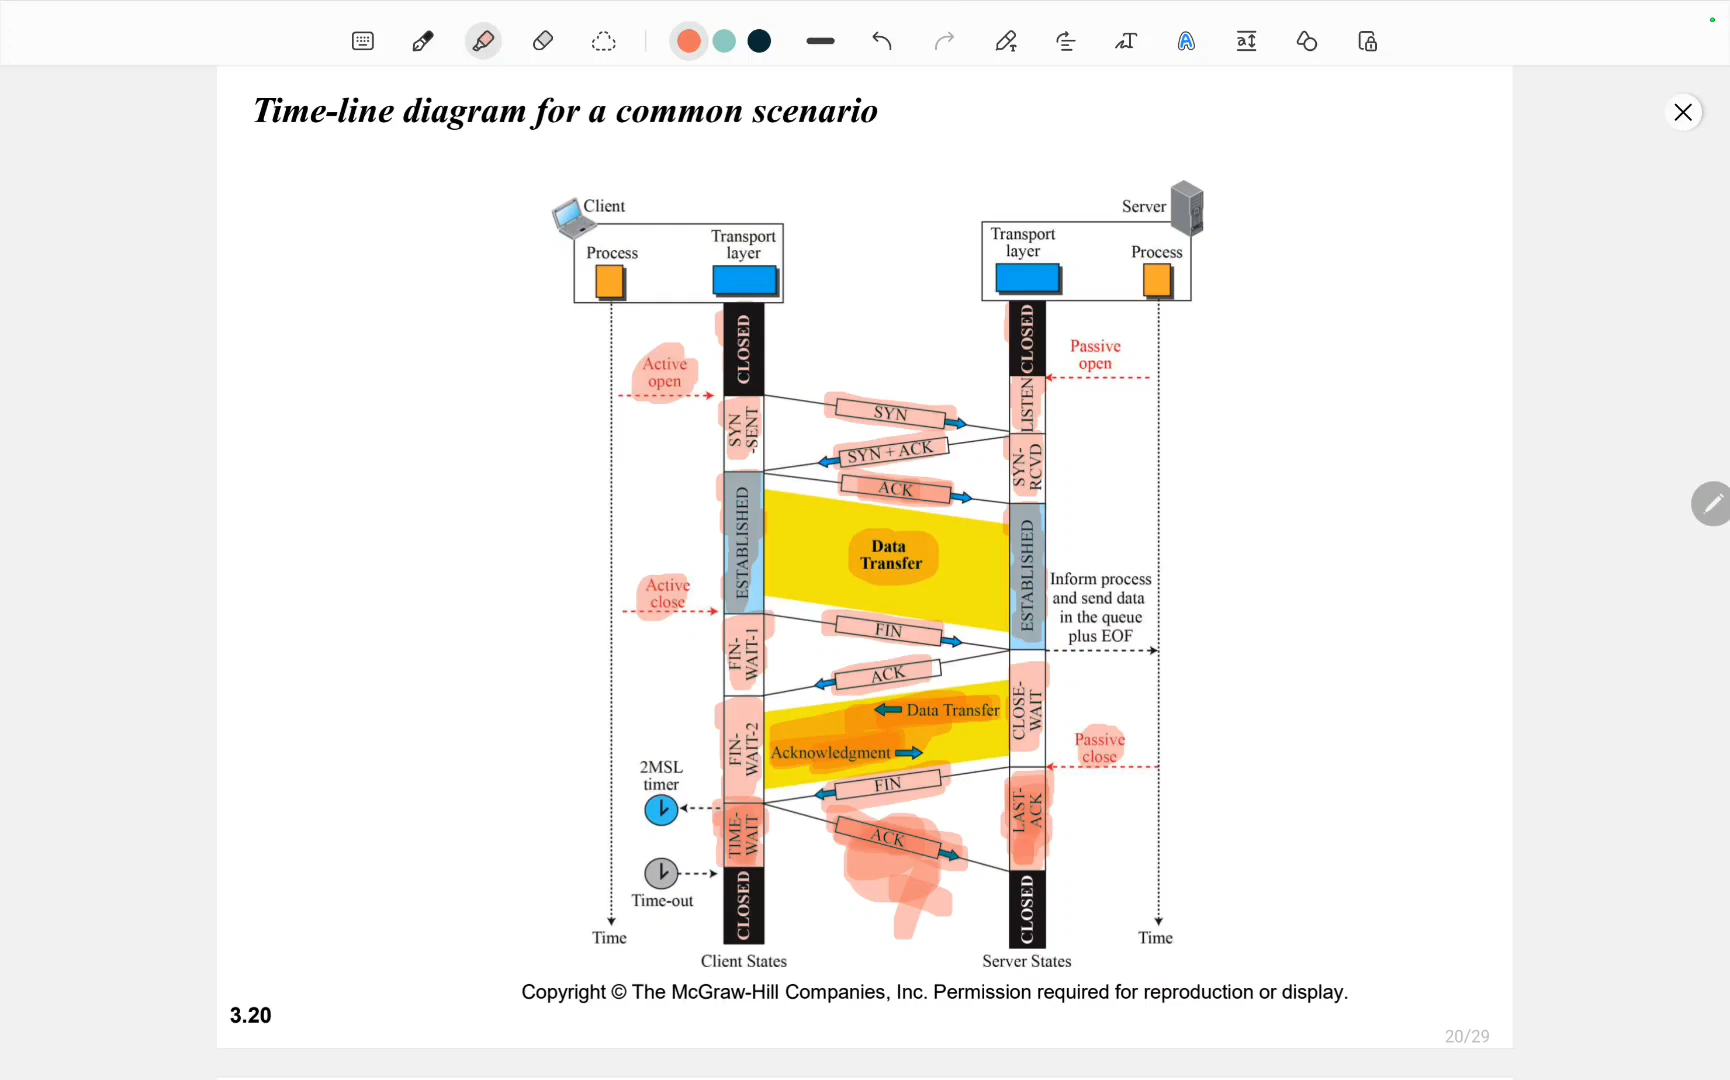 Time-line diagram for a common scenario
Client
Server
Process
Transport
layer
Transport
layer
Process
CLOSED
CLOSED
Active
open
Passive
open
LISTEN
SYN
-SENT
SYN
SYN + ACK
SYN-
RCVD
ACK
ESTABLISHED
ESTABLISHED
Data
Transfer
Active
close
Inform process
and send data
in the queue
plus EOF
FIN
FIN-
WAIT-1
ACK
CLOSE-
WAIT
Data Transfer
Acknowledgment
FIN-
WAIT-2
Passive
close
2MSL
timer
FIN
TIME-
WAIT
ACK
LAST-
ACK
Time-out
CLOSED
CLOSED
Time
Time
Client States
Server States
Copyright © The McGraw-Hill Companies, Inc. Permission required for reproduction or display.
3.20
20/29